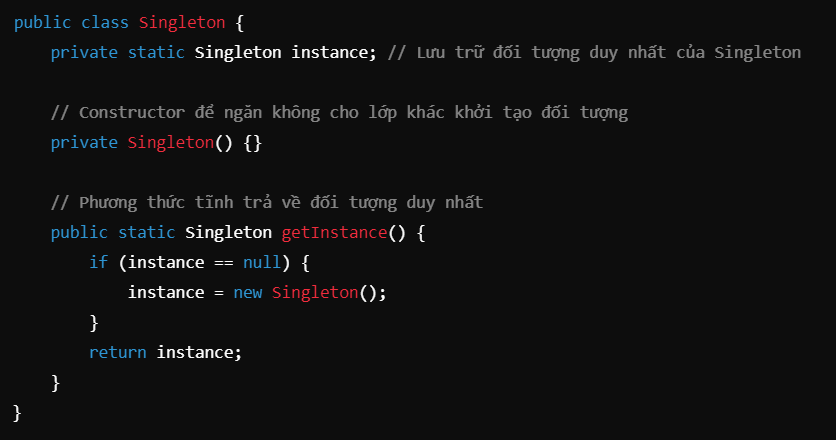 public class Singleton {
    private static Singleton instance; // Lưu trữ đối tượng duy nhất của Singleton
    // Constructor để ngăn không cho lớp khác khởi tạo đối tượng
    private Singleton() {}
    // Phương thức tĩnh trả về đối tượng duy nhất
    public static Singleton getInstance() {
        if (instance == null) {
            instance = new Singleton();
        }
        return instance;
    }
}